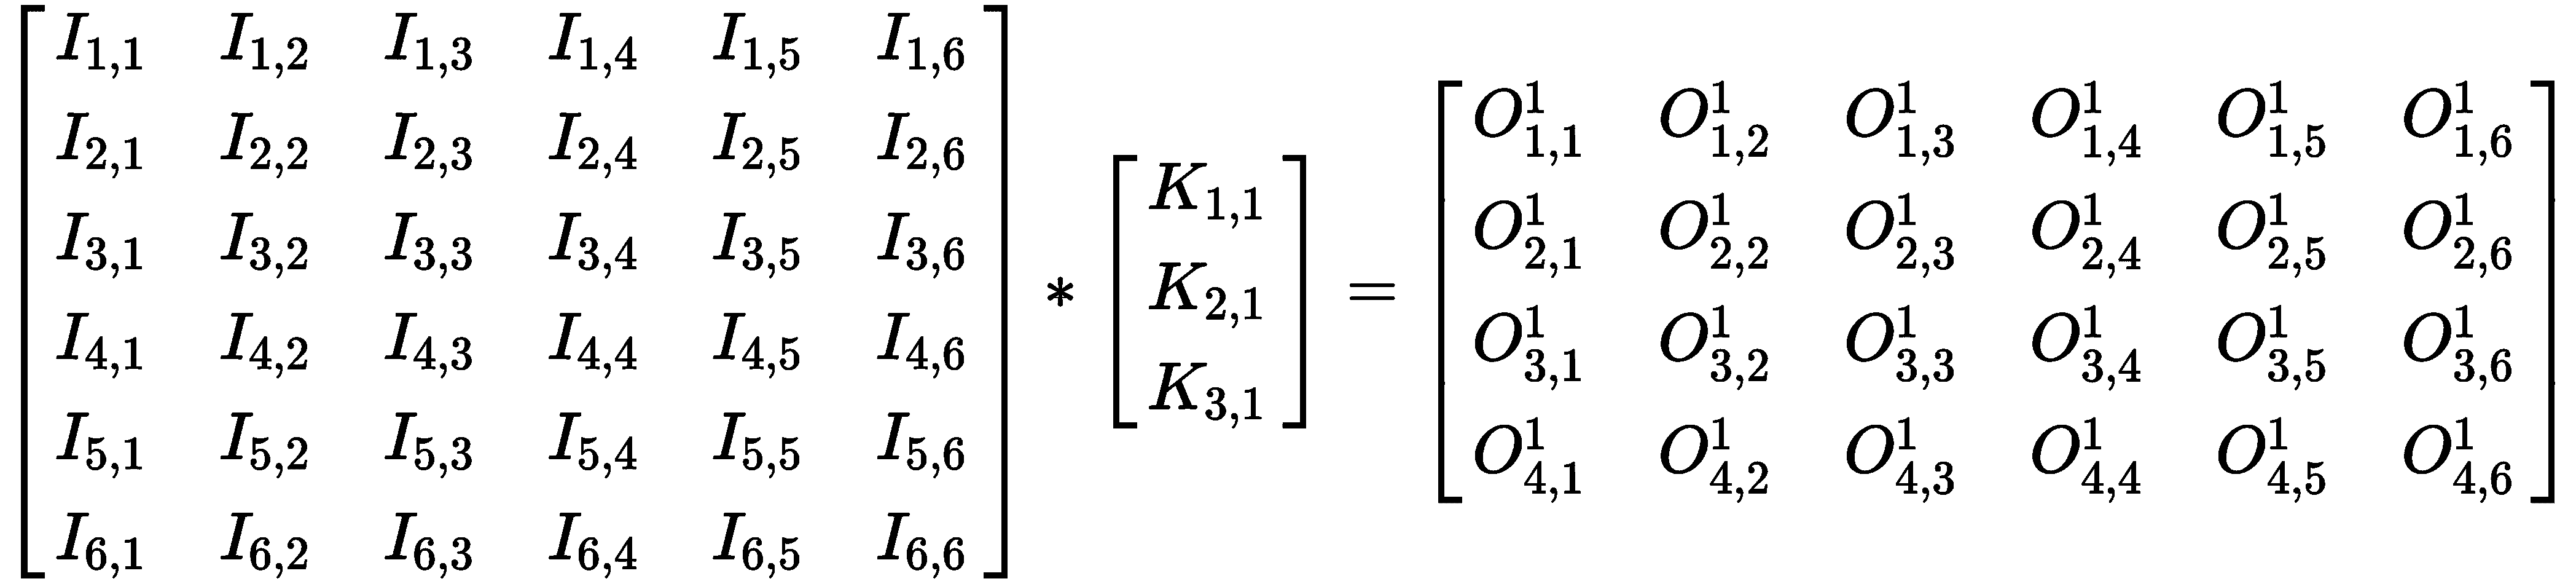 \begin{bmatrix} I_{1,1} & I_{1,2} & I_{1,3} & I_{1,4} & I_{1,5} & I_{1,6} \\ I_{2,1} & I_{2,2} & I_{2,3} & I_{2,4} & I_{2,5} & I_{2,6} \\ I_{3,1} & I_{3,2} & I_{3,3} & I_{3,4} & I_{3,5} & I_{3,6} \\ I_{4,1} & I_{4,2} & I_{4,3} & I_{4,4} & I_{4,5} & I_{4,6} \\ I_{5,1} & I_{5,2} & I_{5,3} & I_{5,4} & I_{5,5} & I_{5,6} \\ I_{6,1} & I_{6,2} & I_{6,3} & I_{6,4} & I_{6,5} & I_{6,6} \end{bmatrix} * \begin{bmatrix} K_{1,1} \\ K_{2,1} \\ K_{3,1} \end{bmatrix} = \begin{bmatrix} O^1_{1,1} & O^1_{1,2} & O^1_{1,3} & O^1_{1,4} & O^1_{1,5} & O^1_{1,6} \\ O^1_{2,1} & O^1_{2,2} & O^1_{2,3} & O^1_{2,4} & O^1_{2,5} & O^1_{2,6} \\ O^1_{3,1} & O^1_{3,2} & O^1_{3,3} & O^1_{3,4} & O^1_{3,5} & O^1_{3,6} \\ O^1_{4,1} & O^1_{4,2} & O^1_{4,3} & O^1_{4,4} & O^1_{4,5} & O^1_{4,6} \end{bmatrix}